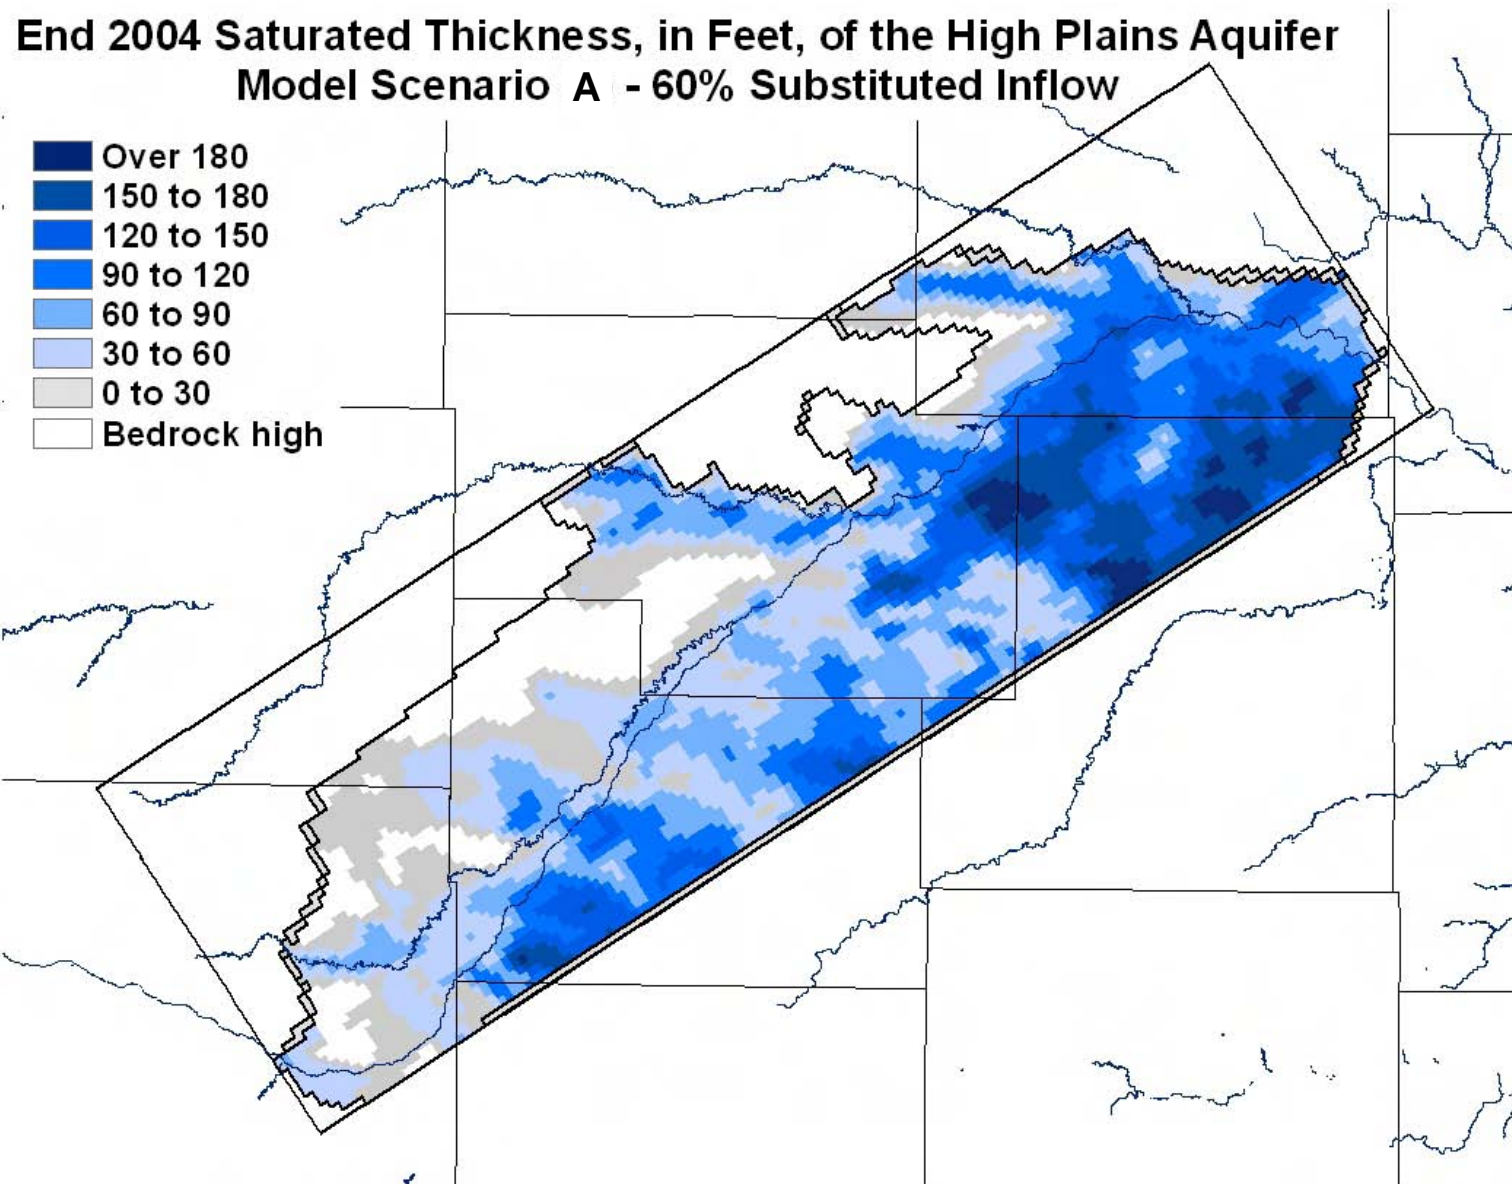 End 2004 Saturated Thickness, in Feet, of the High Plains Aquifer
Model Scenario A - 60% Substituted Inflow
Over 180
150 to 180
120 to 150
90 to 120
60 to 90
30 to 60
0 to 30
Bedrock high